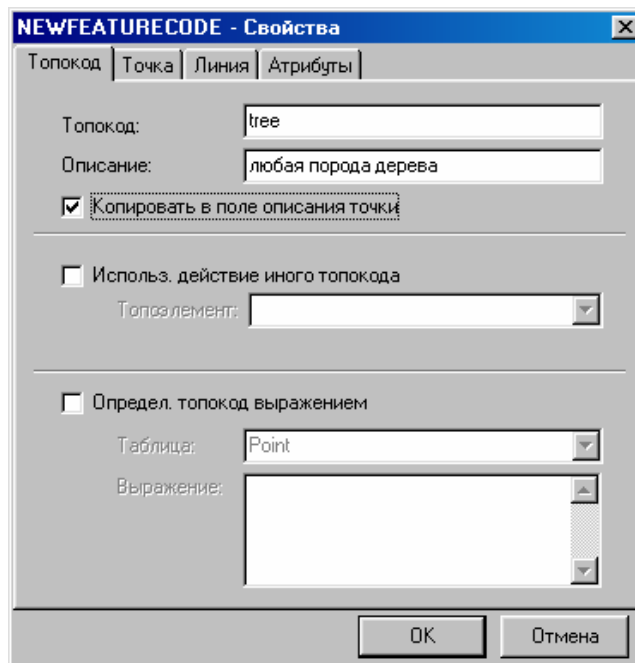 NEWFEATURECODE - Свойства
Топокод Точка Линия Атрибуты
Топокод: tree
Описание: любая порода дерева
Копировать в поле описания точки
Использ. действие иного топокода
Топоэлемент:
Определ. топокод выражением
Таблица: Point
Выражение:
OK Отмена